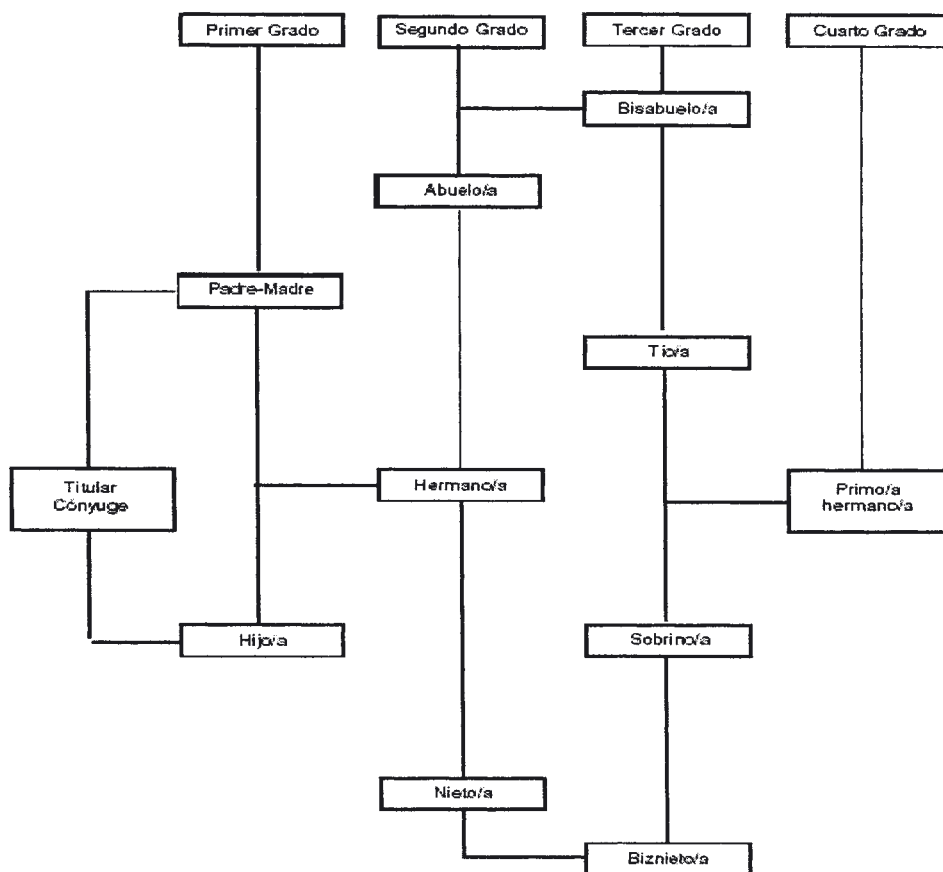 Primer Grado
Segundo Grado
Tercer Grado
Cuarto Grado
Bisabuelo/a
Abuelo/a
Padre-Madre
Tio/a
Titular
Cónyuge
Hermano/a
Primo/a
hermano/a
Hijo/a
Sobrino/a
Nieto/a
Biznieto/a